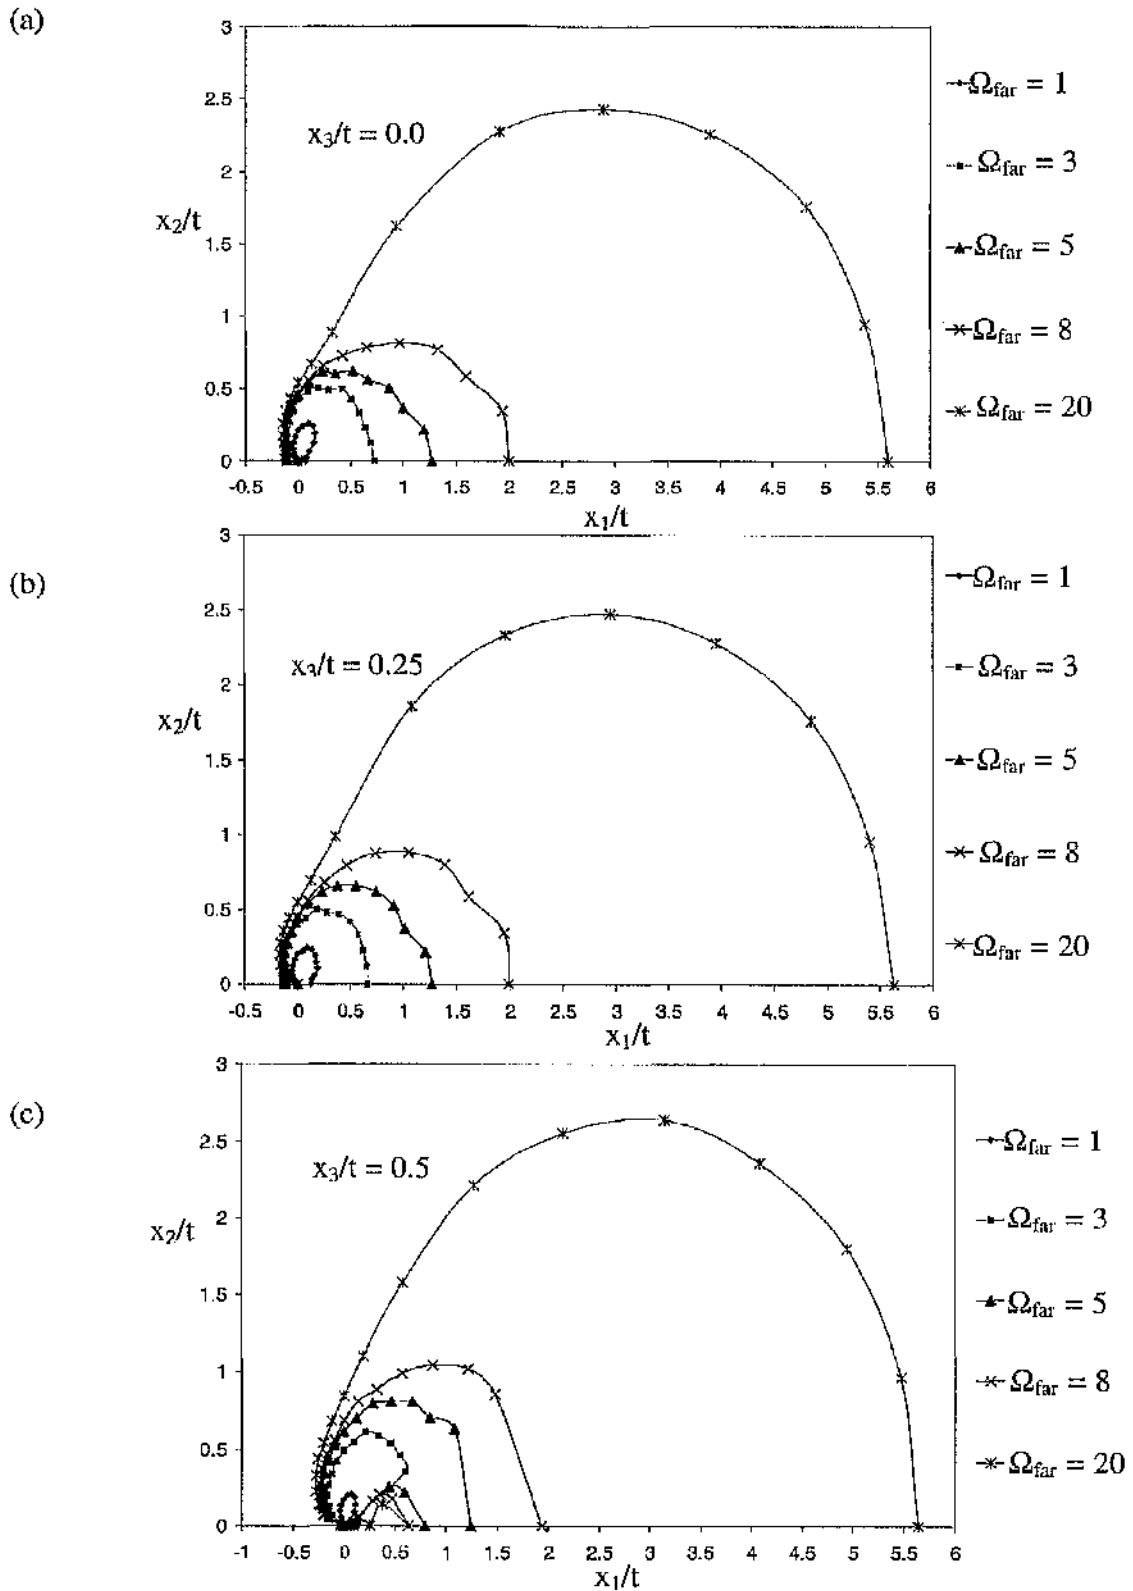 (a)
3
2.5
2
1.5
1
0.5
0
x₃/t = 0.0
x₂/t
-0.5 0 0.5 1 1.5 2 2.5 3 3.5 4 4.5 5 5.5 6
x₁/t
Ωfar = 1
Ωfar = 3
Ωfar = 5
Ωfar = 8
Ωfar = 20
(b)
3
2.5
2
1.5
1
0.5
0
x₃/t = 0.25
x₂/t
-0.5 0 0.5 1 1.5 2 2.5 3 3.5 4 4.5 5 5.5 6
x₁/t
Ωfar = 1
Ωfar = 3
Ωfar = 5
Ωfar = 8
Ωfar = 20
(c)
3
2.5
2
1.5
1
0.5
0
x₃/t = 0.5
x₂/t
-1 -0.5 0 0.5 1 1.5 2 2.5 3 3.5 4 4.5 5 5.5 6
x₁/t
Ωfar = 1
Ωfar = 3
Ωfar = 5
Ωfar = 8
Ωfar = 20